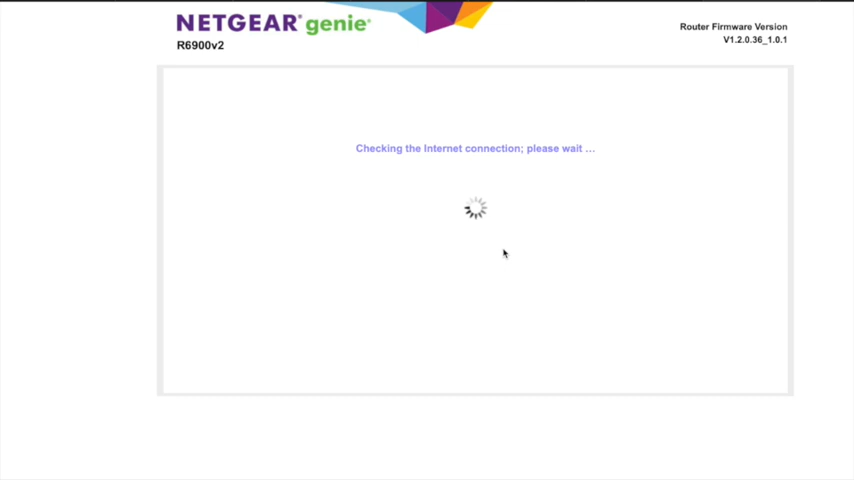 NETGEAR® genie®
R6900v2
Router Firmware Version
V1.2.0.36_1.0.1
Checking the Internet connection; please wait ...